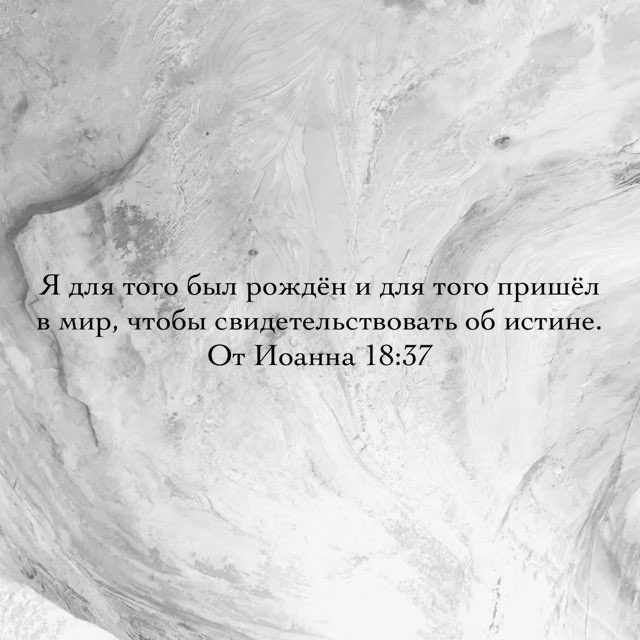 Я для того был рождён и для того пришёл
в мир, чтобы свидетельствовать об истине.
От Иоанна 18:37